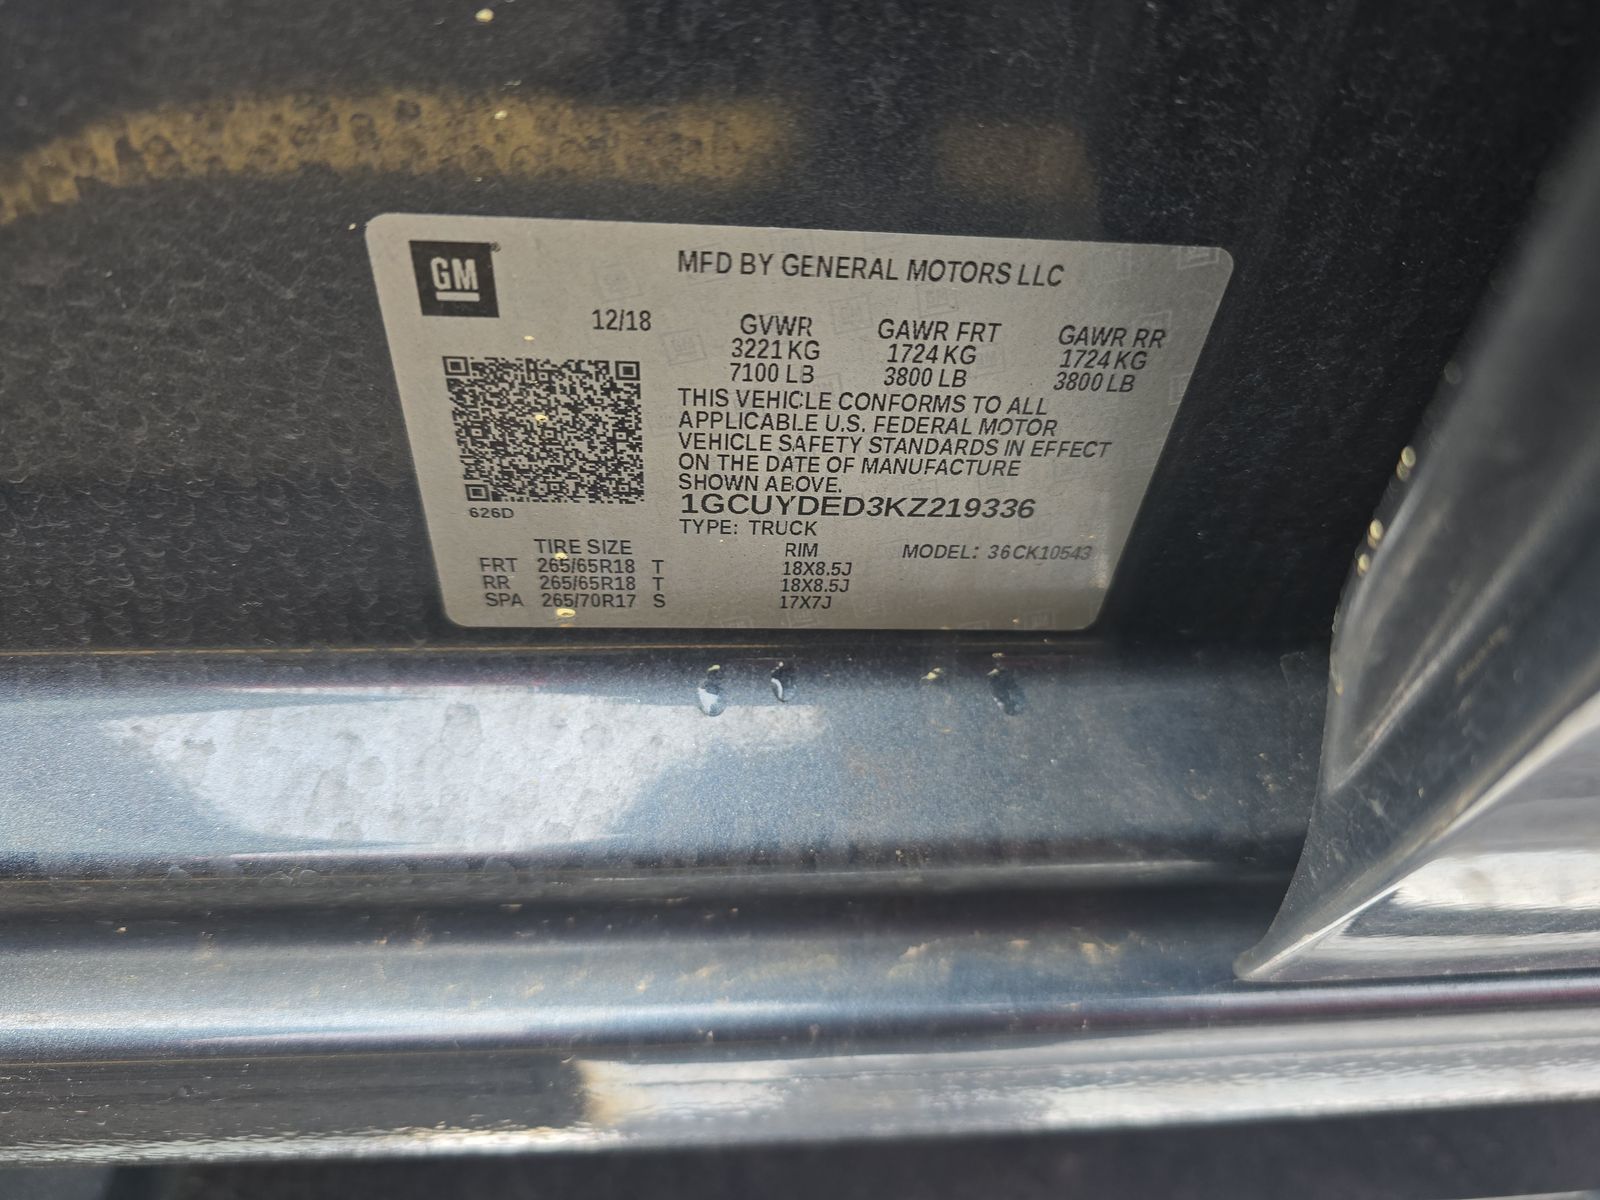 GM
MFD BY GENERAL MOTORS LLC
12/18 GVWR GAWR FRT GAWR RR
3221 KG 1724 KG 1724 KG
7100 LB 3800 LB 3800 LB
THIS VEHICLE CONFORMS TO ALL
APPLICABLE U.S. FEDERAL MOTOR
VEHICLE SAFETY STANDARDS IN EFFECT
ON THE DATE OF MANUFACTURE
SHOWN ABOVE.
1GCUYDED3KZ219336
626D
TYPE: TRUCK
TIRE SIZE RIM MODEL: 36CK10543
FRT 265/65R18 T 18X8.5J
RR 265/65R18 T 18X8.5J
SPA 265/70R17 S 17X7J